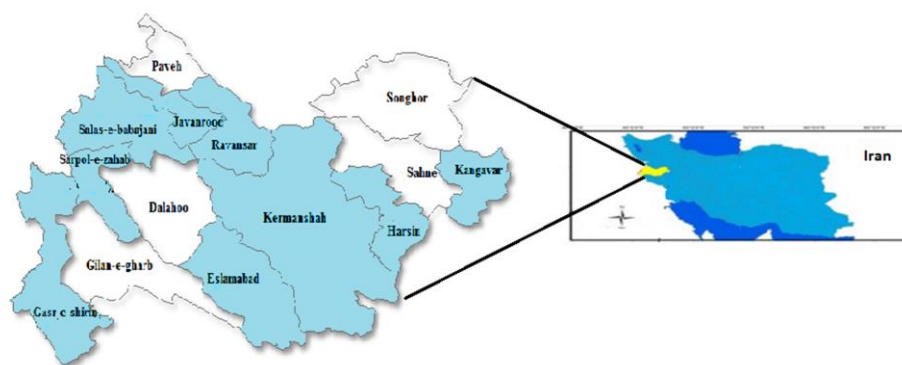 Paveh
Songhor
Javanrood
Salas-e-babajani
Ravansar
Iran
Sarpol-e-zahab
Sahne
Kangavar
Dalahoo
Kermanshah
Harsin
Gilan-e-gharb
Eslamabad
Gasr-e-shirin